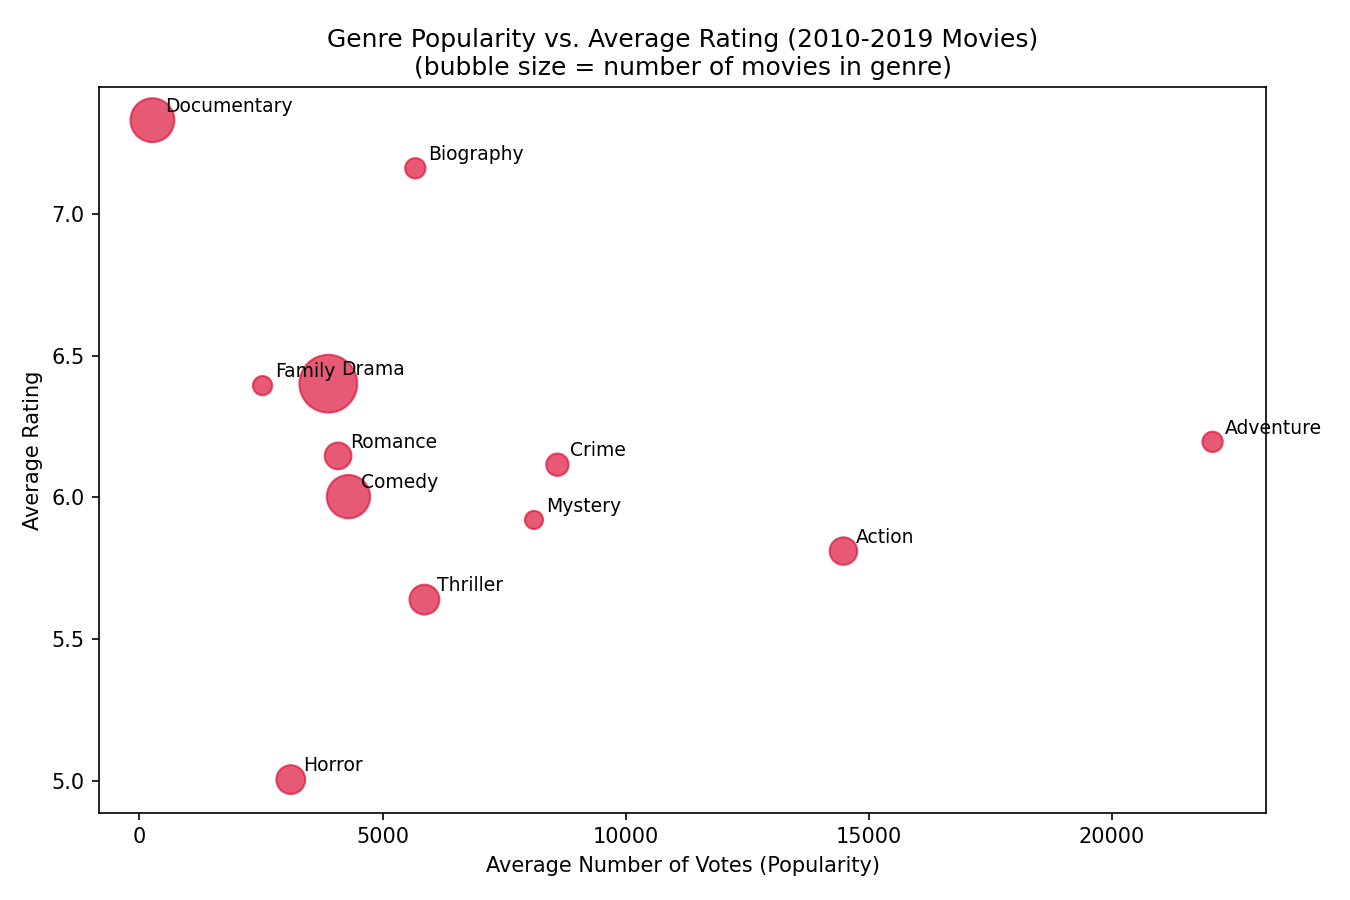 Genre Popularity vs. Average Rating (2010-2019 Movies)
(bubble size = number of movies in genre)
Documentary
Biography
7.0
6.5
Family
Drama
Adventure
Romance
Crime
Comedy
6.0
Mystery
Action
Thriller
5.5
Horror
5.0
Average Rating
0
5000
10000
15000
20000
Average Number of Votes (Popularity)